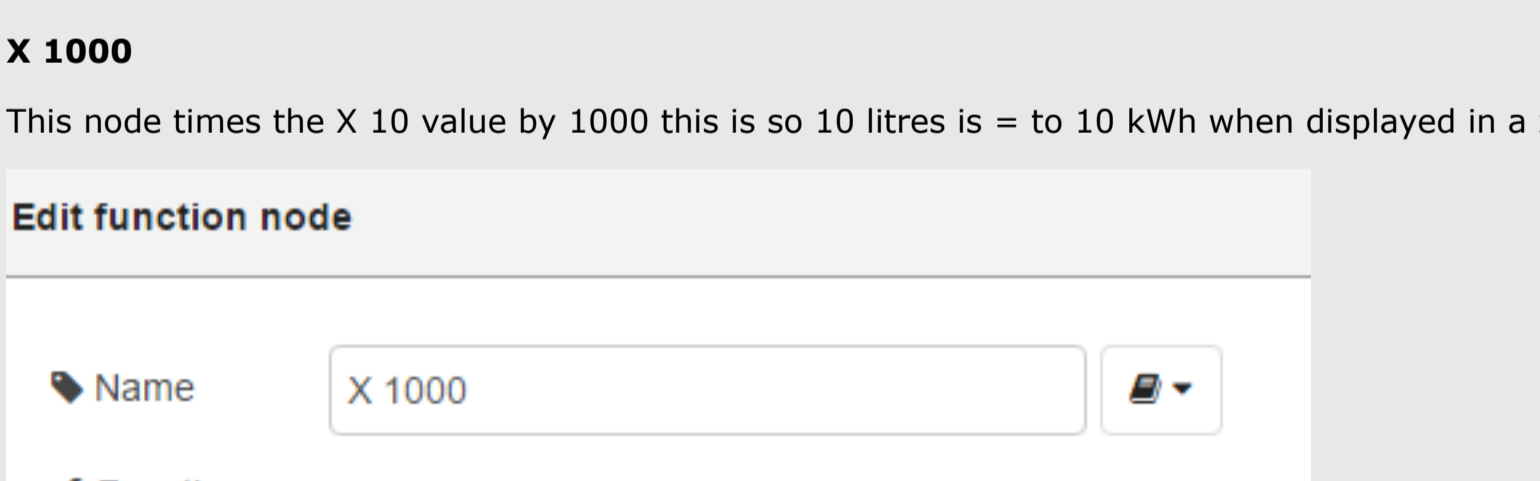 X 1000
This node times the X 10 value by 1000 this is so 10 litres is = to 10 kWh when displayed in a
Edit function node
Name
X 1000